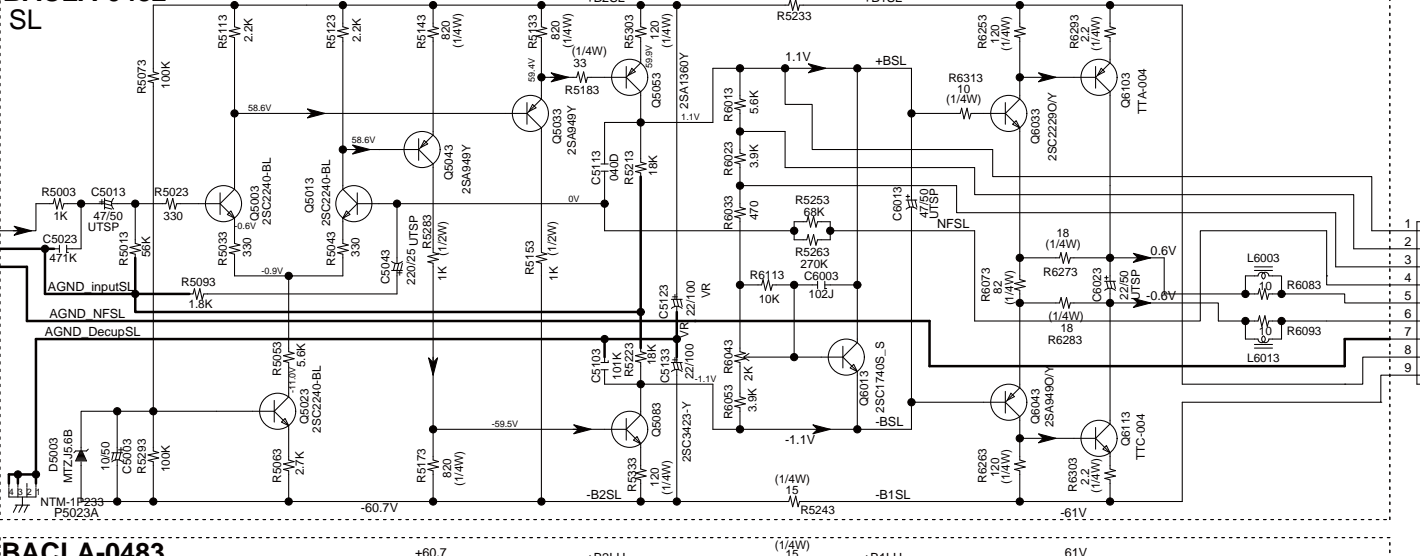 SL
+B2SL
R5233
+B1SL
R5113
2.2K
R5123
2.2K
R5143
820
(1/4W)
R5133
820
(1/4W)
R5303
120
(1/4W)
R6253
120
(1/4W)
R6293
2.2
(1/4W)
R5073
100K
59.4V
(1/4W)
33
R5183
59.9V
Q5053
2SA1360Y
1.1V
+BSL
R6313
10
(1/4W)
Q6103
TTA-004
58.6V
Q5033
2SA949Y
1.1V
R6013
5.6K
Q6033
2SC2229O/Y
58.6V
Q5043
2SA949Y
C5113
040D
R5213
18K
R6023
3.9K
R5003
1K
C5013
47/50
UTSP
R5023
330
Q5003
2SC2240-BL
Q5013
2SC2240-BL
0V
R6033
470
R5253
68K
R5263
270K
C6013
47/50
UTSP
NFSL
C5023
471K
R5013
56K
-0.6V
R5033
330
R5043
330
C5043
220/25 UTSP
R5283
1K (1/2W)
R5153
1K (1/2W)
-0.9V
18
(1/4W)
R6273
0.6V
R6073
82
(1/4W)
C6023
22/50
UTSP
L6003
10
R6083
1
2
3
4
5
6
7
8
9
AGND_inputSL
R5093
1.8K
C5123
22/100
VR
R6113
10K
C6003
102J
-0.6V
AGND_NFSL
AGND_DecupSL
(1/4W)
18
R6283
10
R6093
L6013
R5053
5.6K
-11.0V
C5103
101K
R5223
18K
C5133
22/100
VR
R6043
2K
-1.1V
R6053
3.9K
Q6013
2SC1740S_S
Q5023
2SC2240-BL
-59.5V
Q5083
2SC3423-Y
-1.1V
-BSL
Q6043
2SA949O/Y
Q6113
TTC-004
D5003
MTZJ5.6B
10/50
C5003
R5293
100K
R5063
2.7K
R5173
820
(1/4W)
R5333
120
(1/4W)
R6263
120
(1/4W)
R6303
2.2
(1/4W)
4 3 2 1
NTM-1P233
P5023A
-60.7V
-B2SL
(1/4W)
15
R5243
-B1SL
-61V
BACLA-0483
+60.7
(1/4W)
15
61V